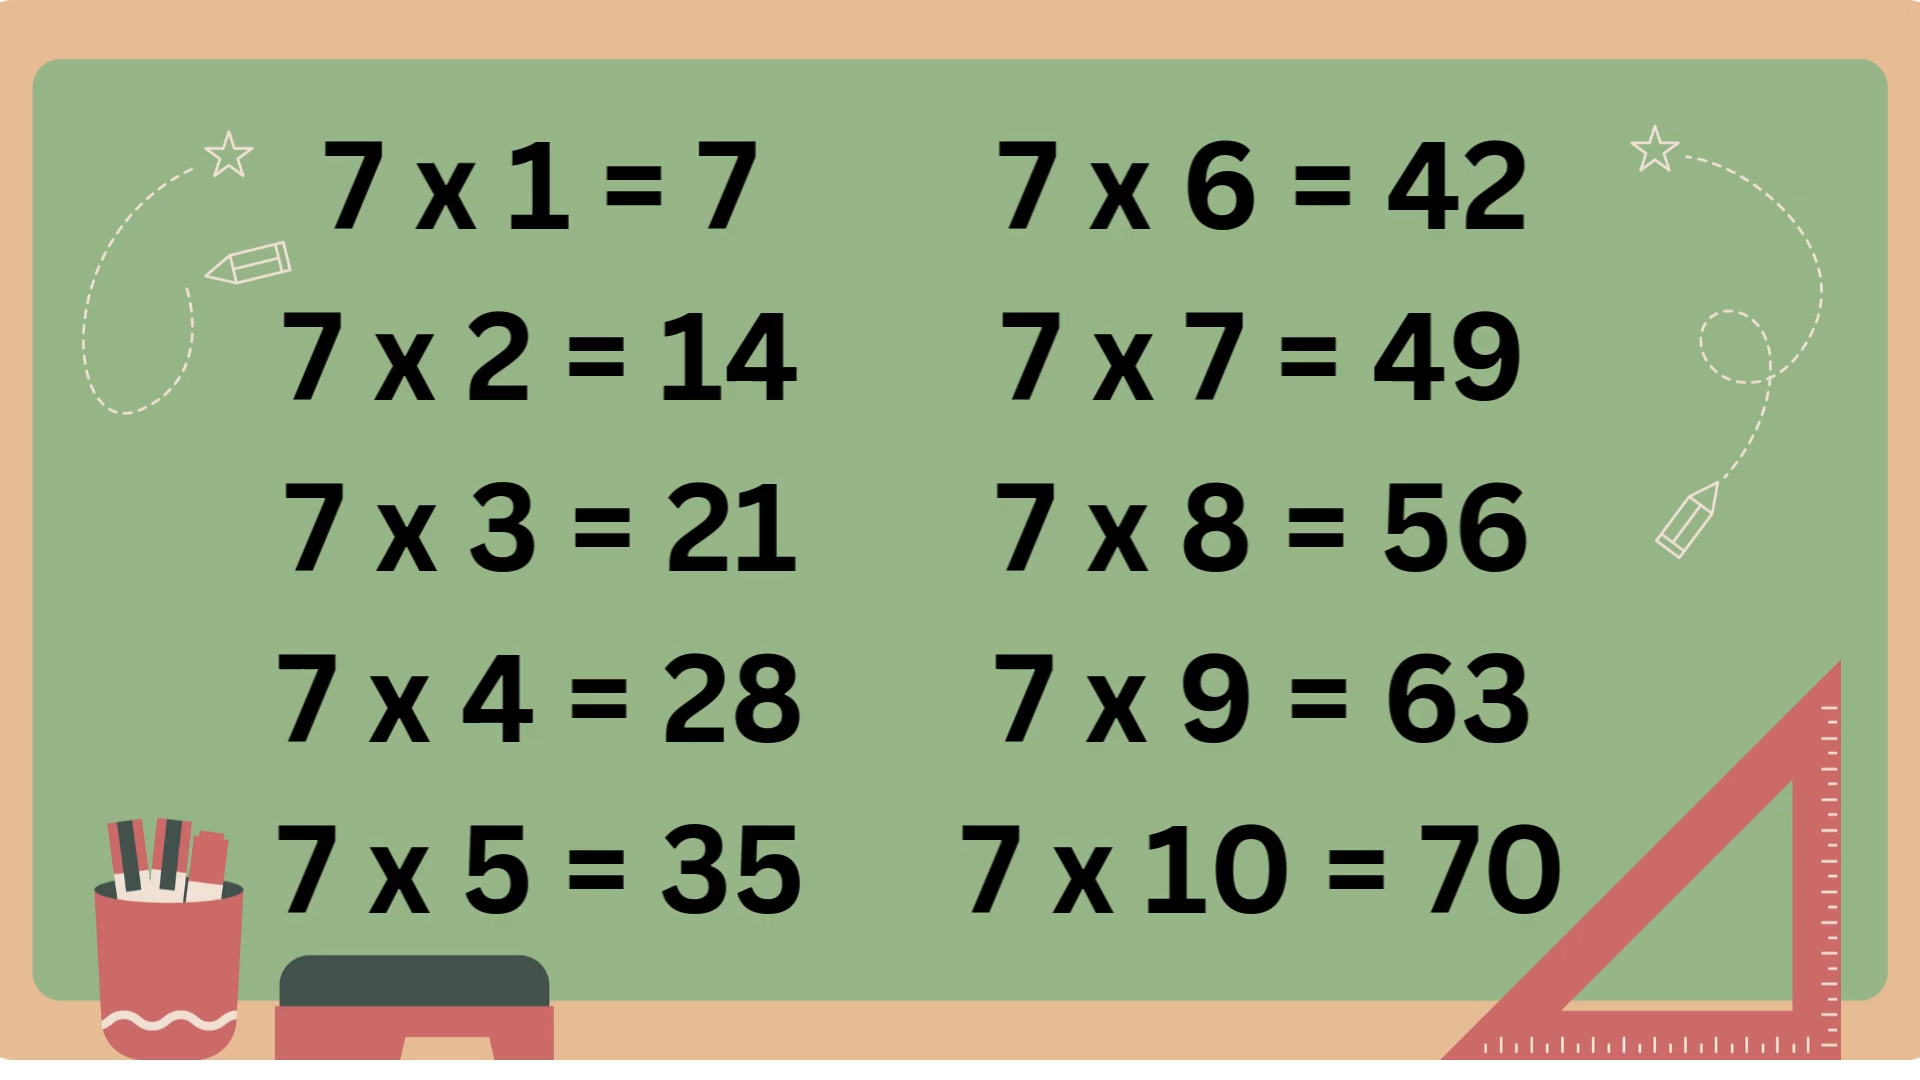 7 x 1 = 7
7 x 2 = 14
7 x 3 = 21
7 x 4 = 28
7 x 5 = 35
7 x 6 = 42
7 x 7 = 49
7 x 8 = 56
7 x 9 = 63
7 x 10 = 70